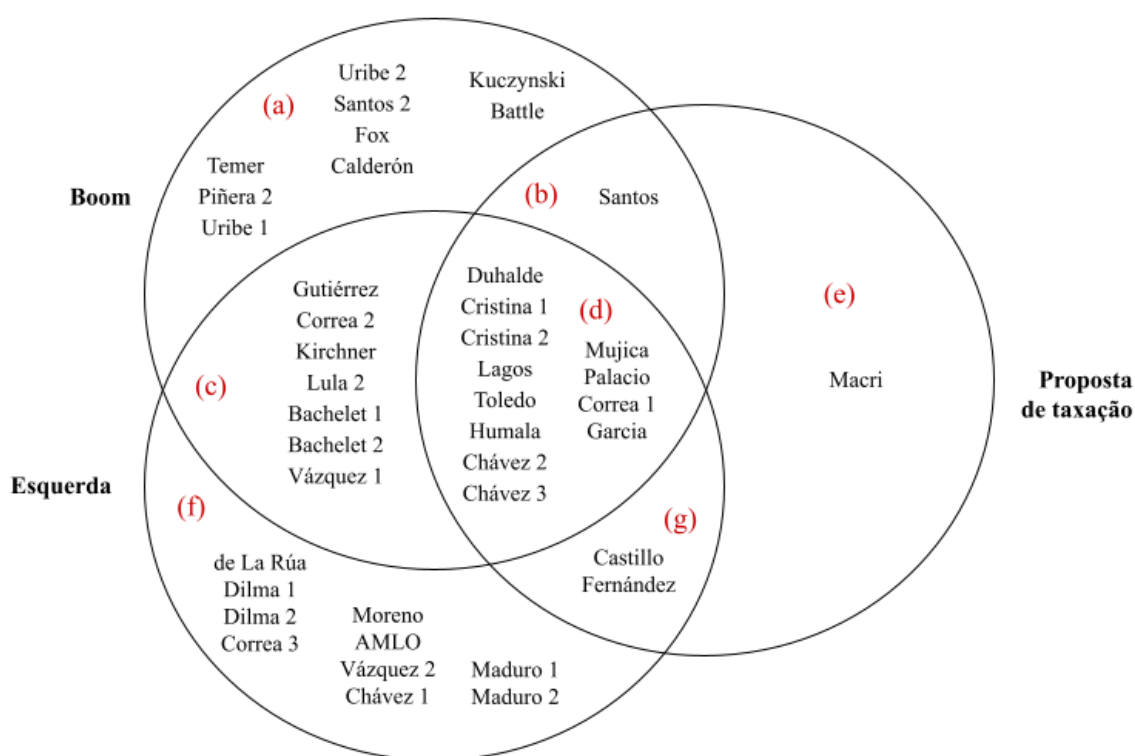 Uribe 2
Santos 2
Fox
Calderón
Kuczynski
Battle
(a)
Temer
Piñera 2
Uribe 1
Boom
(b)
Santos
Gutiérrez
Correa 2
Kirchner
Lula 2
Bachelet 1
Bachelet 2
Vázquez 1
(c)
Duhalde
Cristina 1
Cristina 2
Lagos
Toledo
Humala
Chávez 2
Chávez 3
(d)
Mujica
Palacio
Correa 1
Garcia
(e)
Macri
Proposta
de taxação
Esquerda
(f)
de La Rúa
Dilma 1
Dilma 2
Correa 3
Moreno
AMLO
Vázquez 2
Chávez 1
Maduro 1
Maduro 2
(g)
Castillo
Fernández